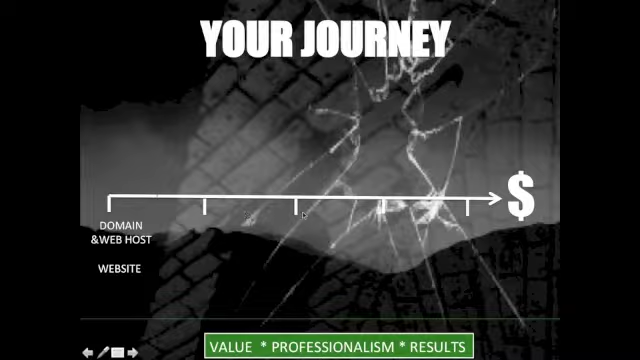 YOUR JOURNEY
$
DOMAIN
&WEB HOST
WEBSITE
VALUE * PROFESSIONALISM * RESULTS